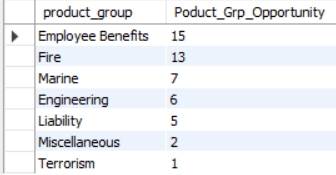 product_group Poduct_Grp_Opportunity
Employee Benefits 15
Fire 13
Marine 7
Engineering 6
Liability 5
Miscellaneous 2
Terrorism 1